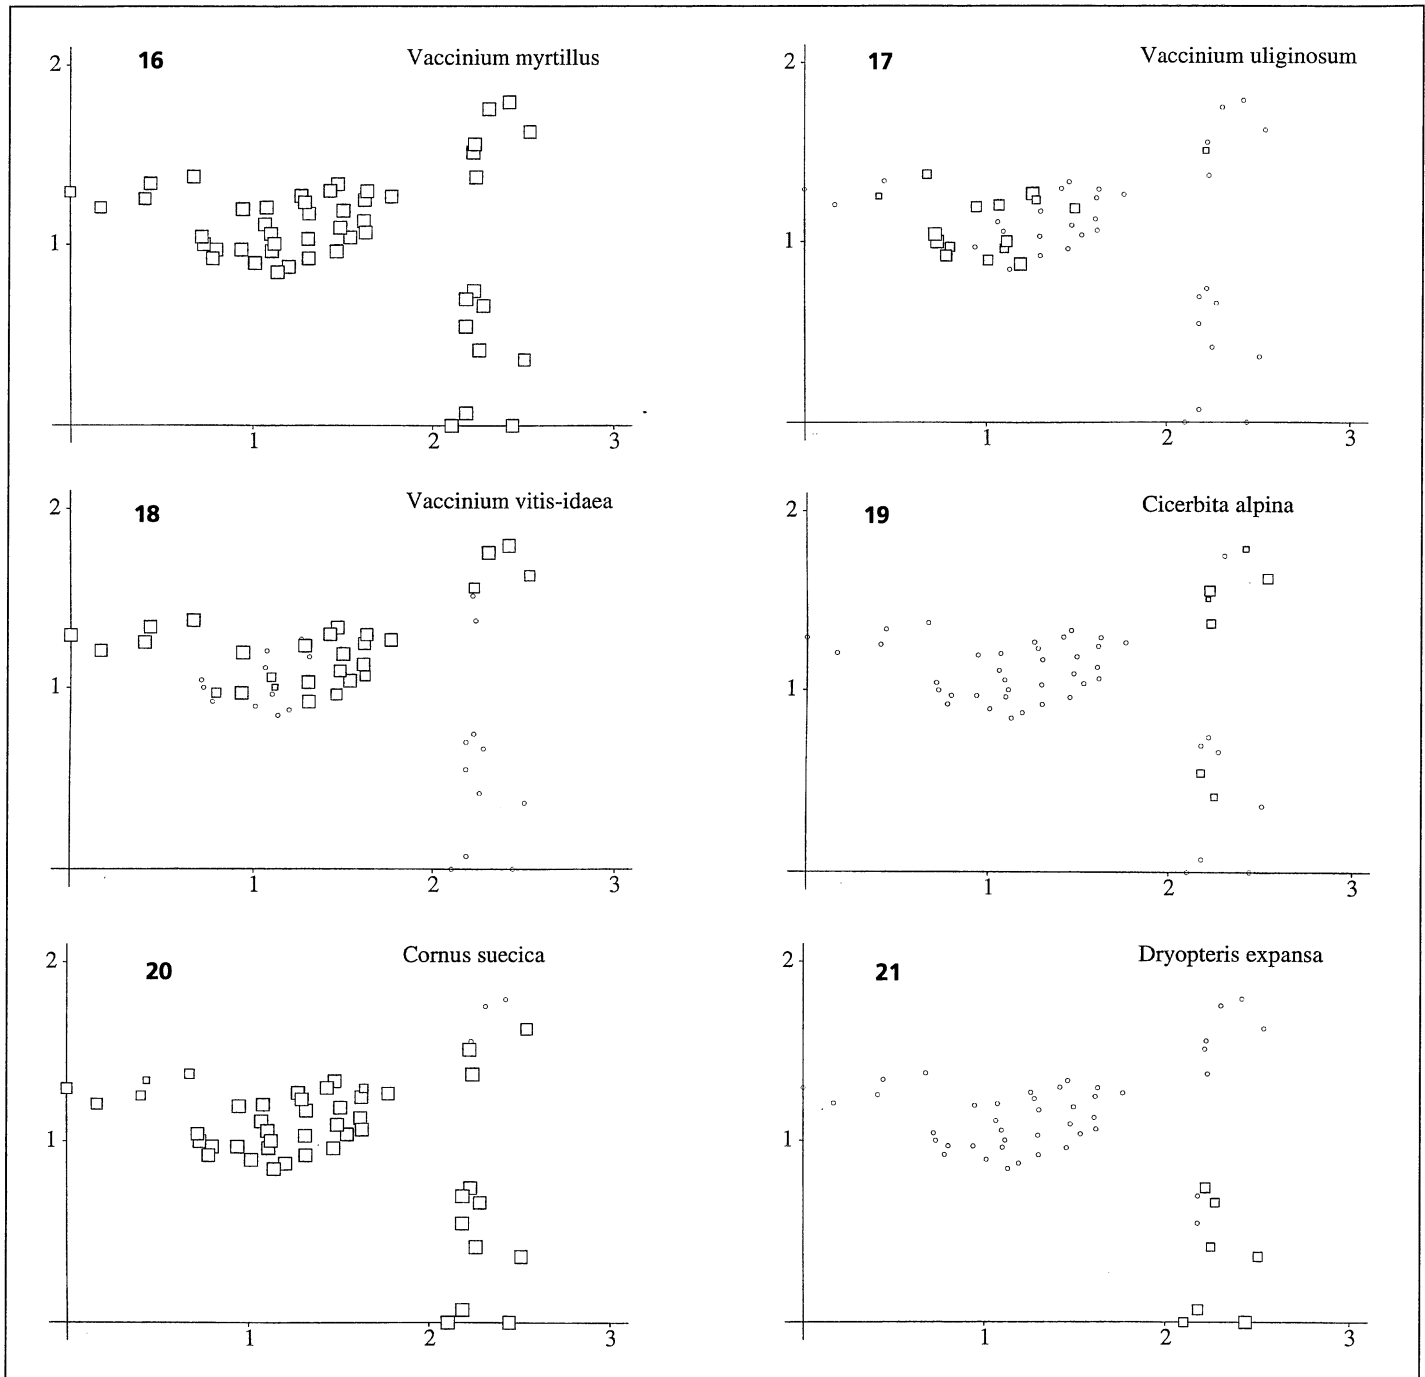 16 Vaccinium myrtillus
2
1
1 2 3
17 Vaccinium uliginosum
2
1
1 2 3
18 Vaccinium vitis-idaea
2
1
1 2 3
19 Cicerbita alpina
2
1
1 2 3
20 Cornus suecica
2
1
1 2 3
21 Dryopteris expansa
2
1
1 2 3